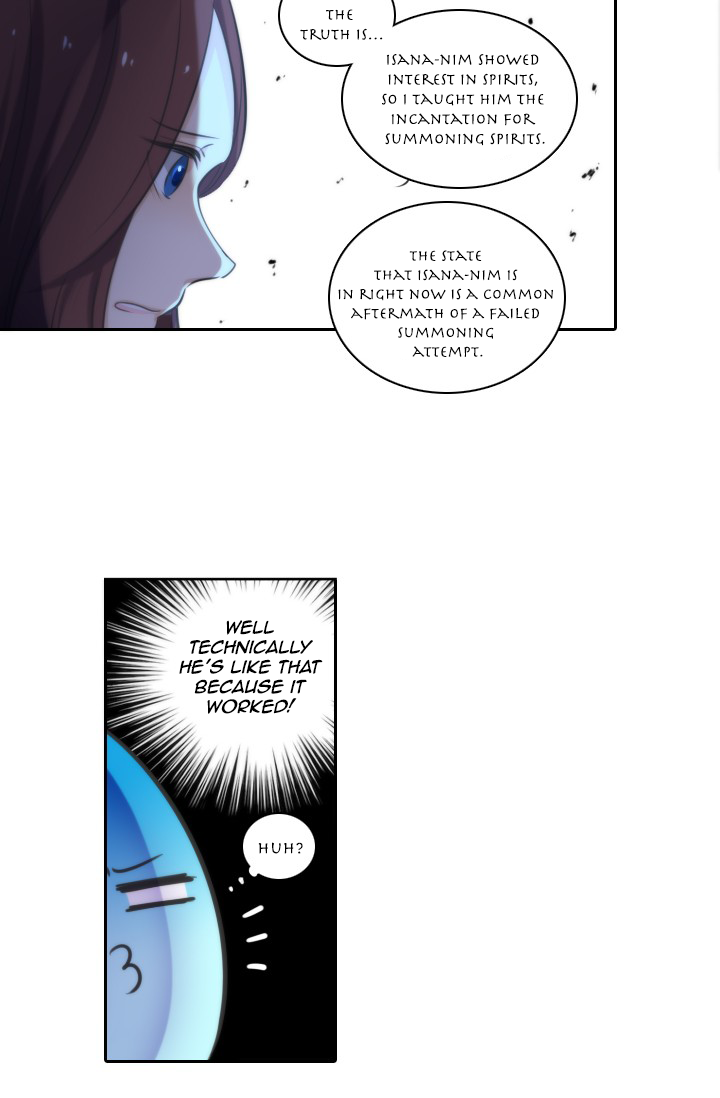 THE
TRUTH IS...
ISANA-NIM SHOWED
INTEREST IN SPIRITS,
SO I TAUGHT HIM THE
INCANTATION FOR
SUMMONING SPIRITS.
THE STATE
THAT ISANA-NIM IS
IN RIGHT NOW IS A COMMON
AFTERMATH OF A FAILED
SUMMONING
ATTEMPT.
WELL
TECHNICALLY
HE'S LIKE THAT
BECAUSE IT
WORKED!
HUH?